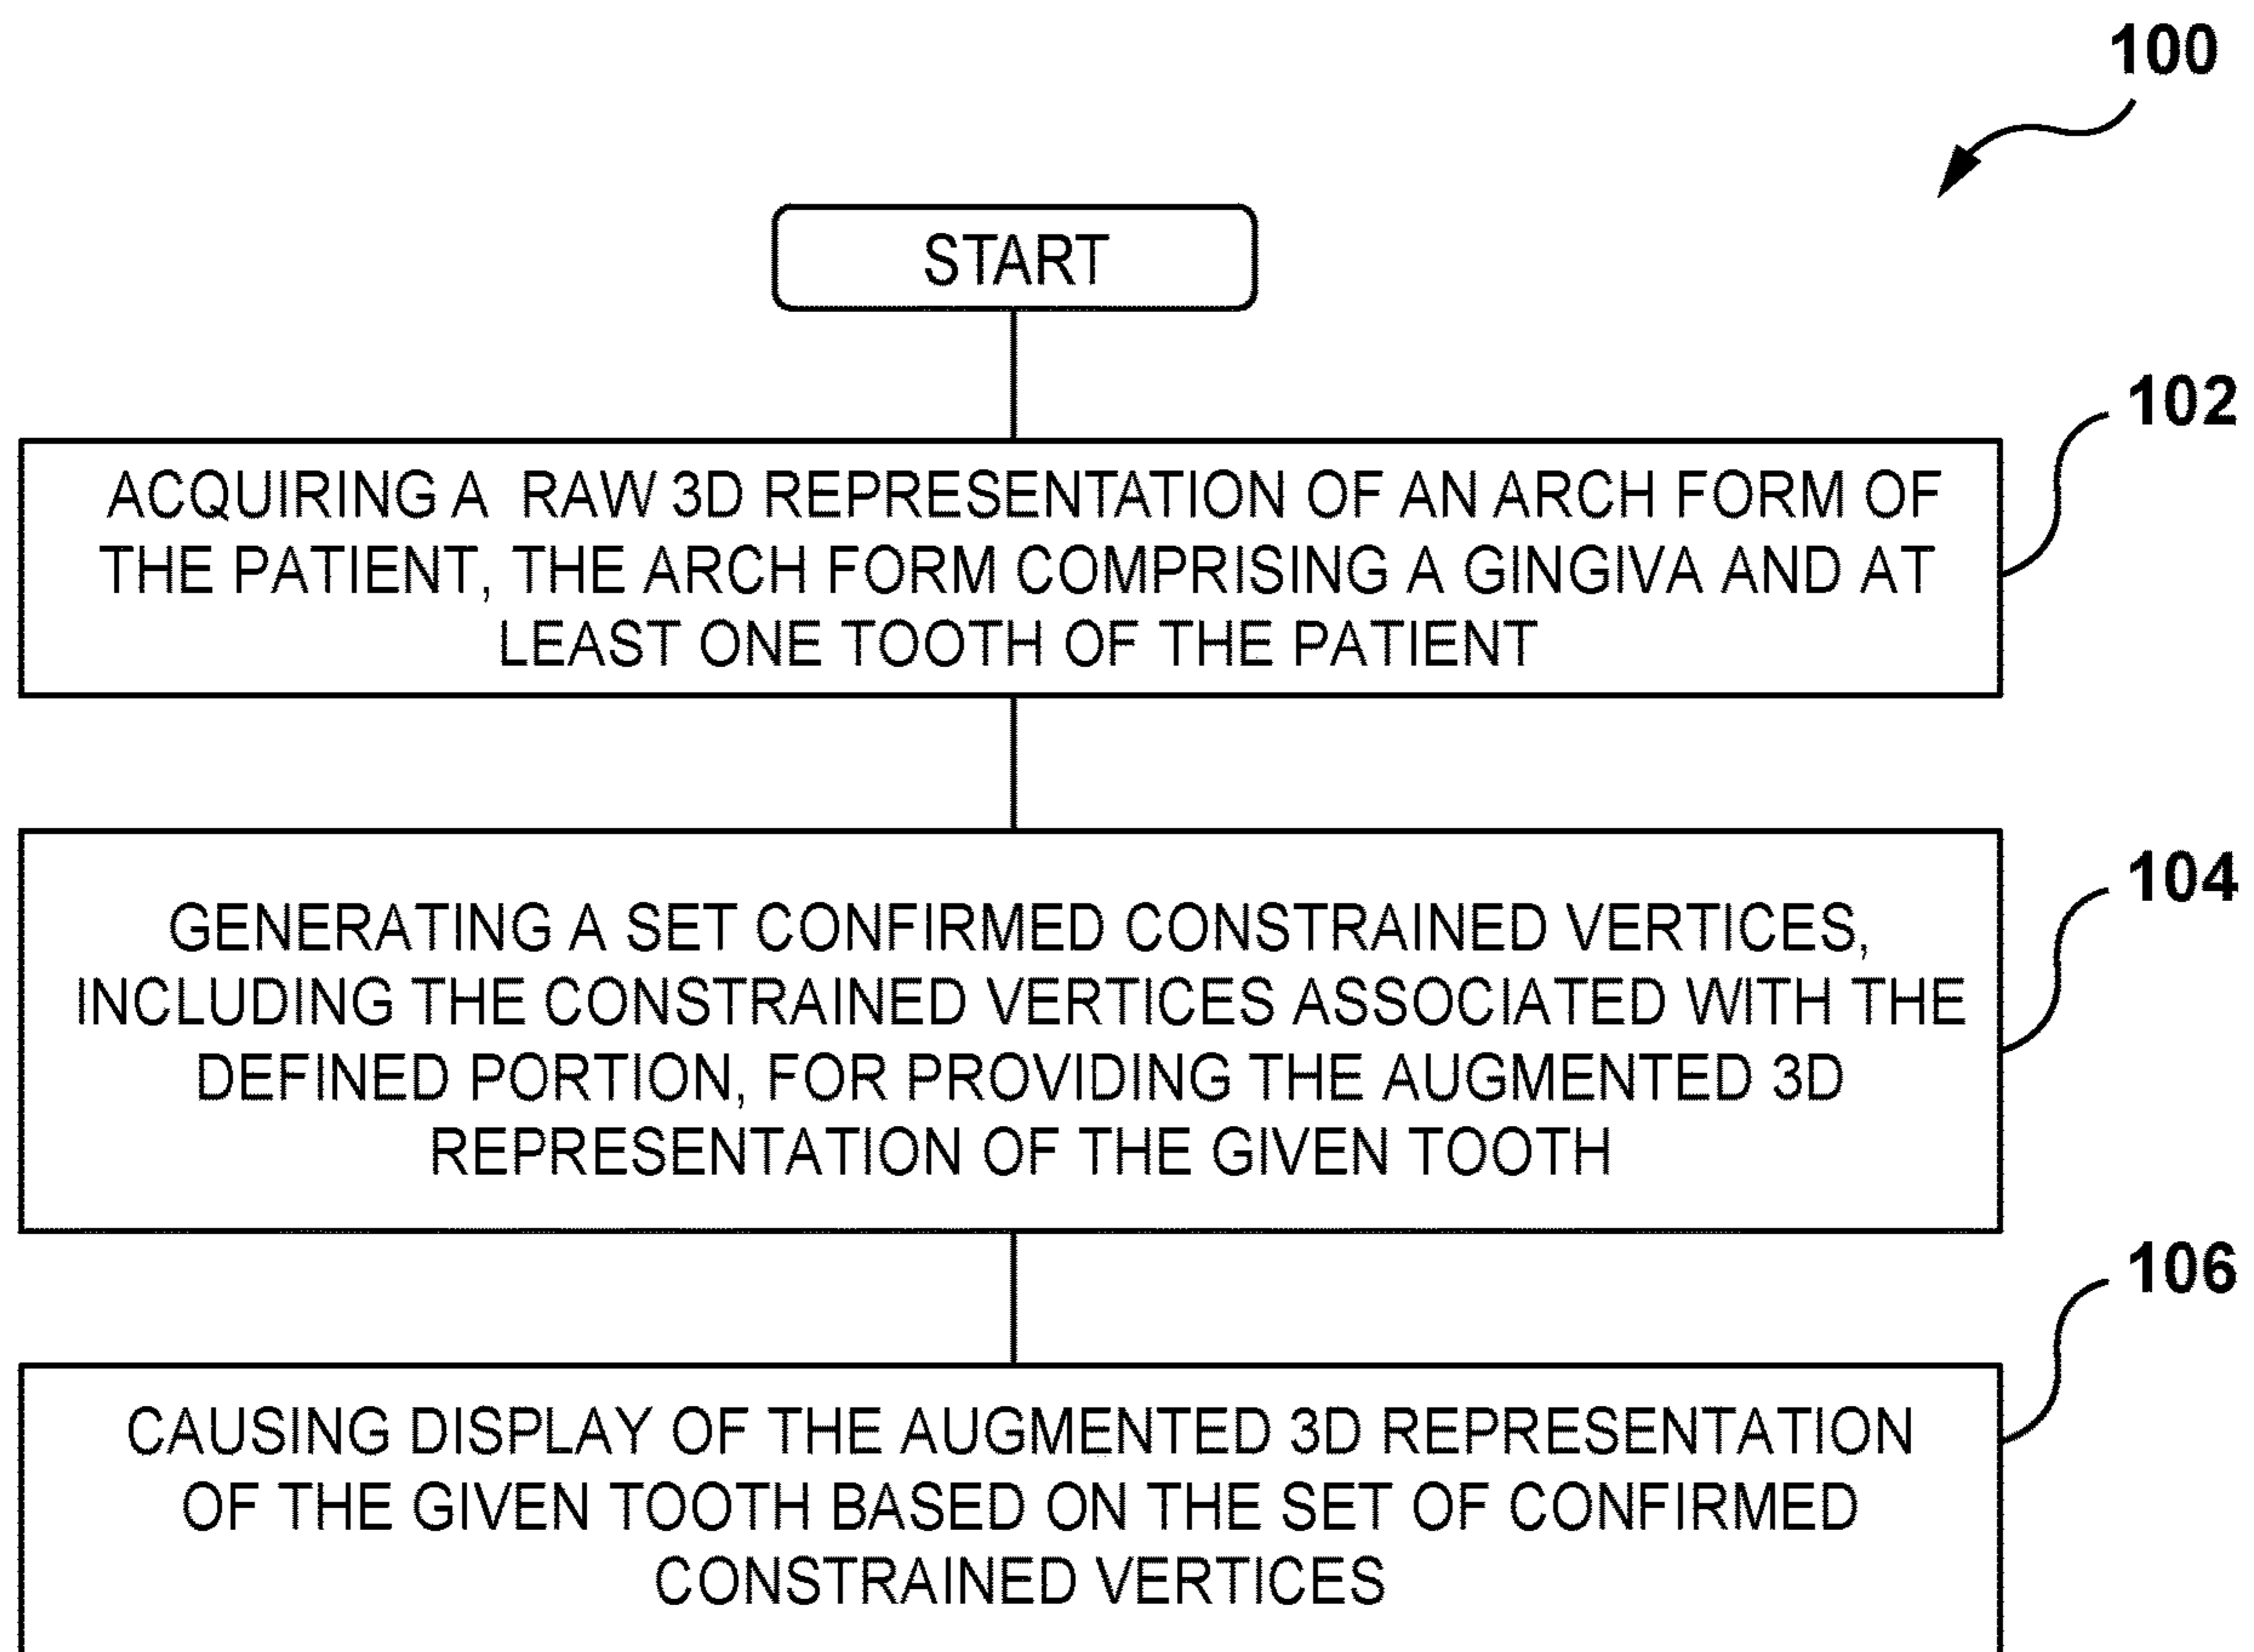 100
START
102
ACQUIRING A RAW 3D REPRESENTATION OF AN ARCH FORM OF
THE PATIENT, THE ARCH FORM COMPRISING A GINGIVA AND AT
LEAST ONE TOOTH OF THE PATIENT
104
GENERATING A SET CONFIRMED CONSTRAINED VERTICES,
INCLUDING THE CONSTRAINED VERTICES ASSOCIATED WITH THE
DEFINED PORTION, FOR PROVIDING THE AUGMENTED 3D
REPRESENTATION OF THE GIVEN TOOTH
106
CAUSING DISPLAY OF THE AUGMENTED 3D REPRESENTATION
OF THE GIVEN TOOTH BASED ON THE SET OF CONFIRMED
CONSTRAINED VERTICES